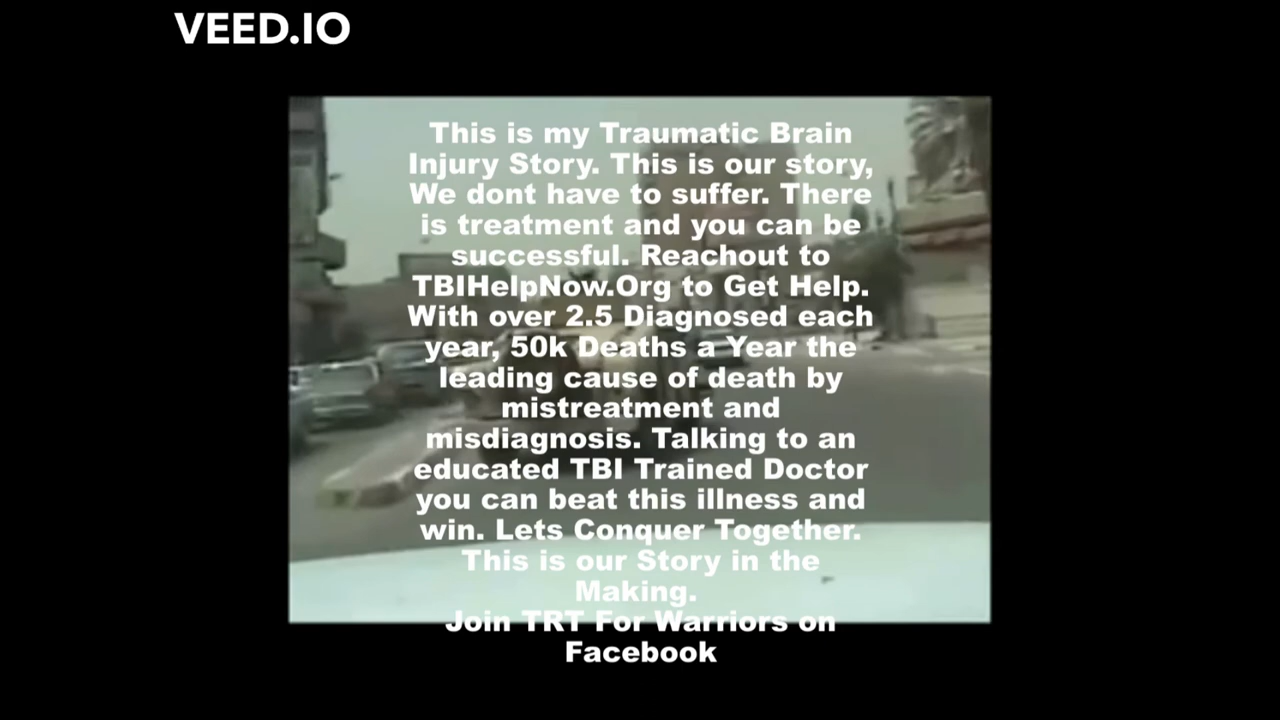 VEED.IO
This is my Traumatic Brain
Injury Story. This is our story,
We dont have to suffer. There
is treatment and you can be
successful. Reachout to
TBIHelpNow.Org to Get Help.
With over 2.5 Diagnosed each
year, 50k Deaths a Year the
leading cause of death by
mistreatment and
misdiagnosis. Talking to an
educated TBI Trained Doctor
you can beat this illness and
win. Lets Conquer Together.
This is our Story in the
Making.
Join TRT For Warriors on
Facebook